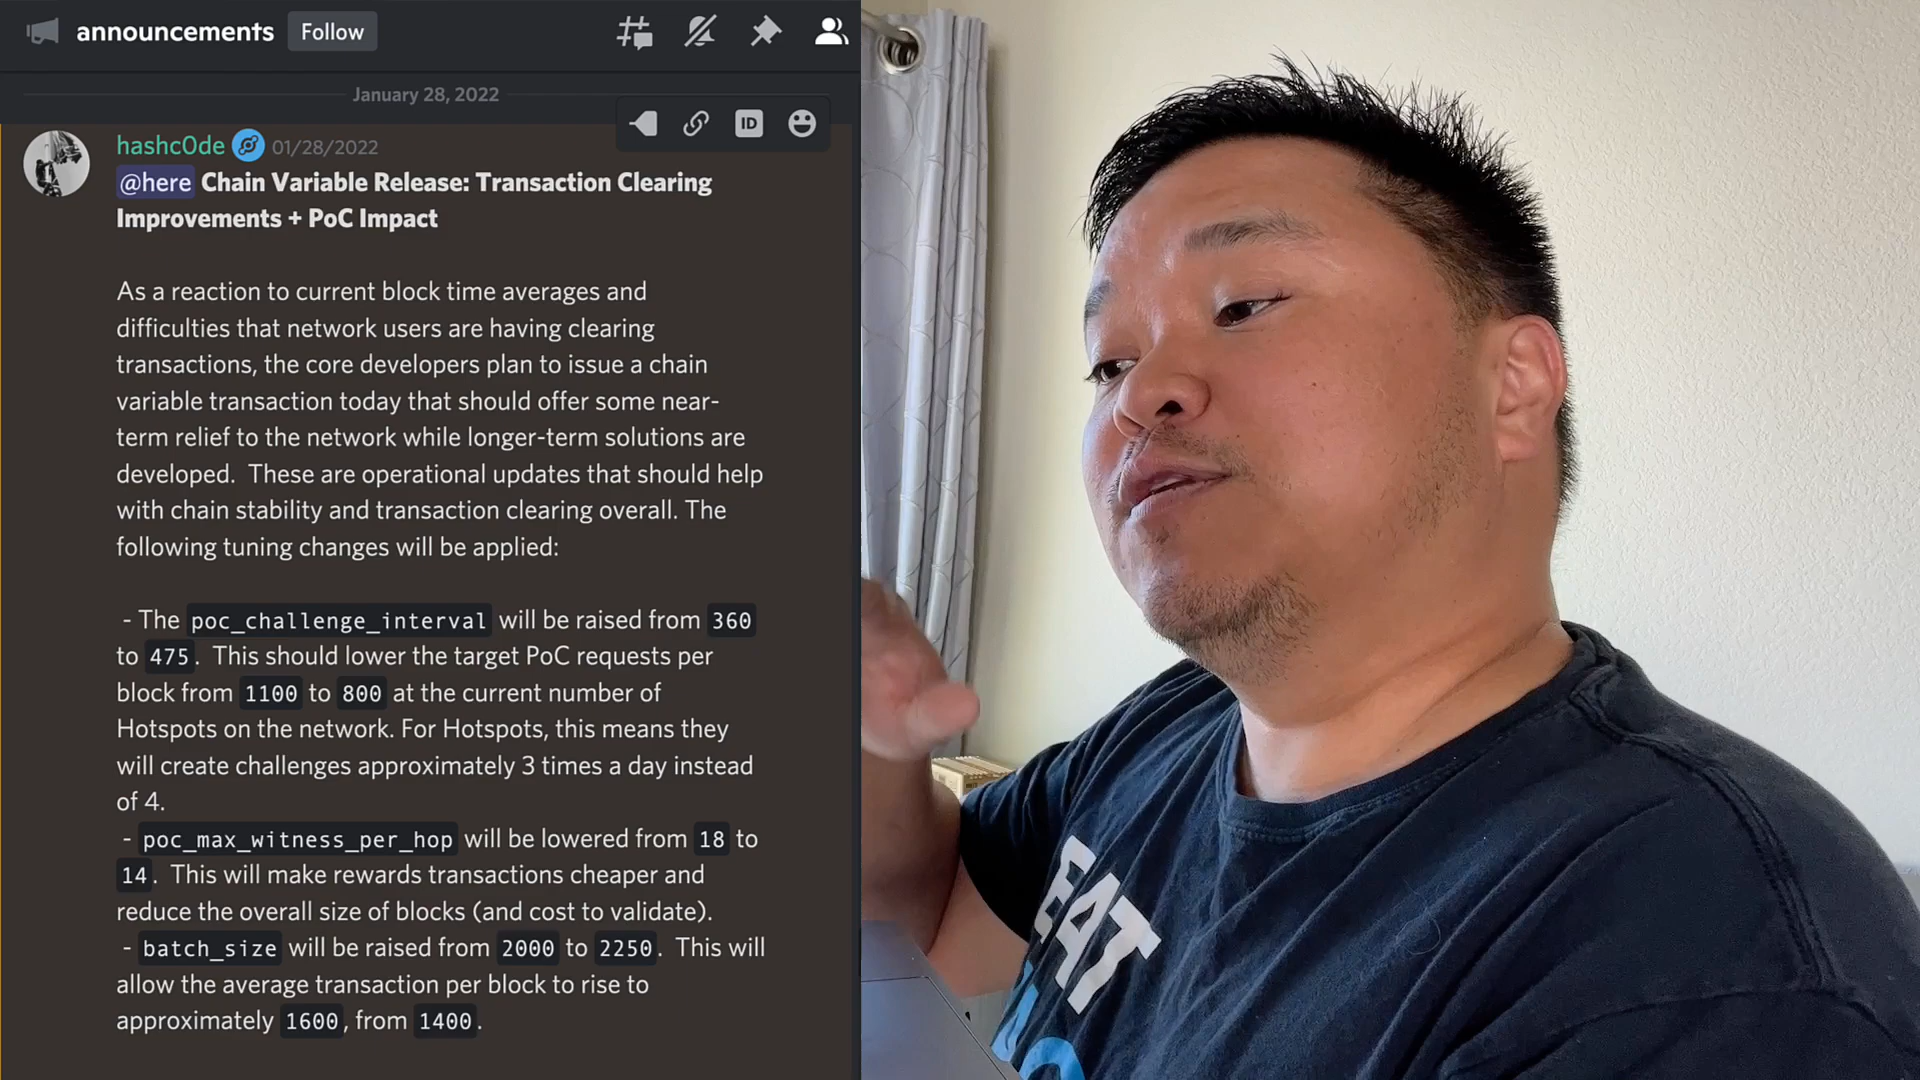 announcements Follow
January 28, 2022
hashc0de 01/28/2022
ID
@here Chain Variable Release: Transaction Clearing
Improvements + PoC Impact
As a reaction to current block time averages and
difficulties that network users are having clearing
transactions, the core developers plan to issue a chain
variable transaction today that should offer some near-
term relief to the network while longer-term solutions are
developed.  These are operational updates that should help
with chain stability and transaction clearing overall. The
following tuning changes will be applied:
- The poc_challenge_interval will be raised from 360
to 475.  This should lower the target PoC requests per
block from 1100 to 800 at the current number of
Hotspots on the network. For Hotspots, this means they
will create challenges approximately 3 times a day instead
of 4.
- poc_max_witness_per_hop will be lowered from 18 to
14.  This will make rewards transactions cheaper and
reduce the overall size of blocks (and cost to validate).
- batch_size will be raised from 2000 to 2250.  This will
allow the average transaction per block to rise to
approximately 1600, from 1400.
EAT